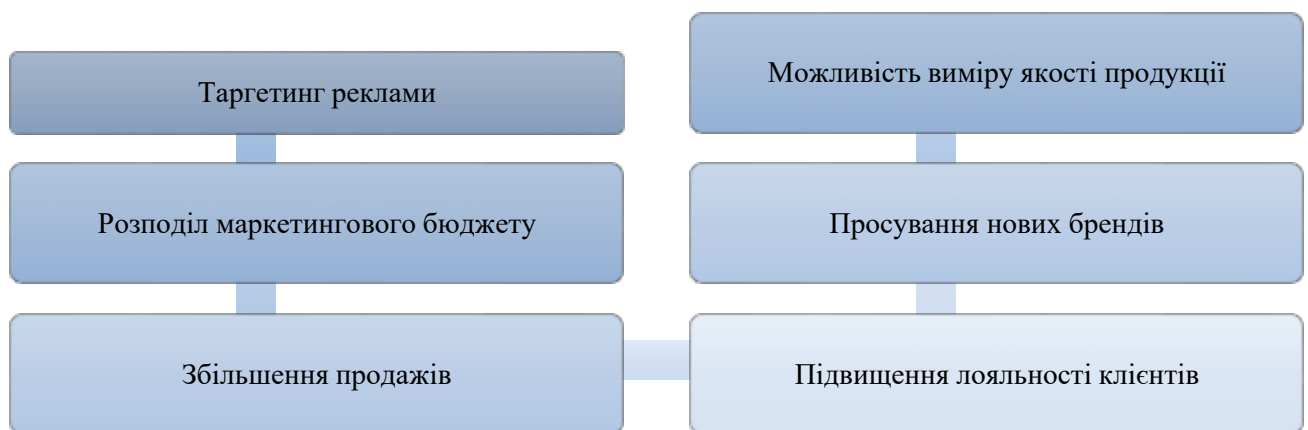 Таргетинг реклами
Розподіл маркетингового бюджету
Збільшення продажів
Підвищення лояльності клієнтів
Просування нових брендів
Можливість виміру якості продукції